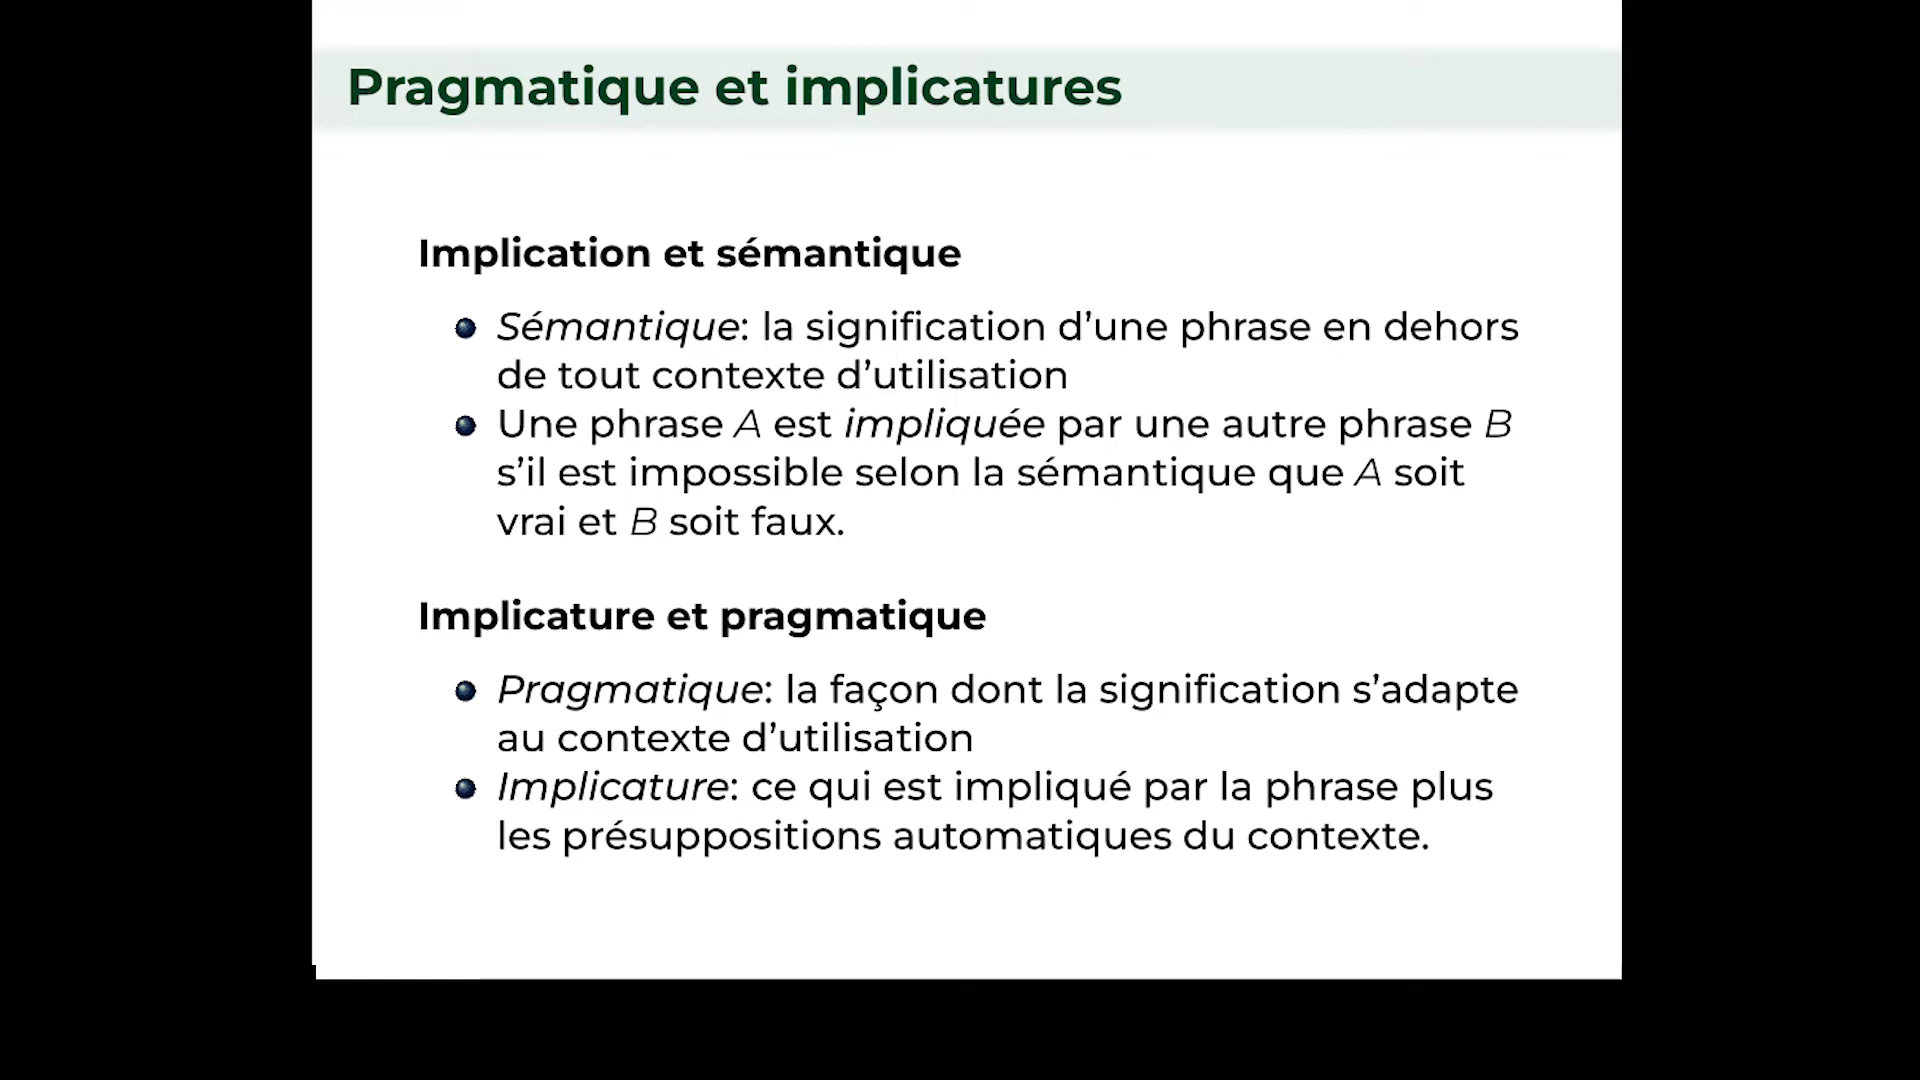 Pragmatique et implicatures
Implication et sémantique
Sémantique: la signification d’une phrase en dehors
de tout contexte d’utilisation
Une phrase A est impliquée par une autre phrase B
s’il est impossible selon la sémantique que A soit
vrai et B soit faux.
Implicature et pragmatique
Pragmatique: la façon dont la signification s’adapte
au contexte d’utilisation
Implicature: ce qui est impliqué par la phrase plus
les présuppositions automatiques du contexte.